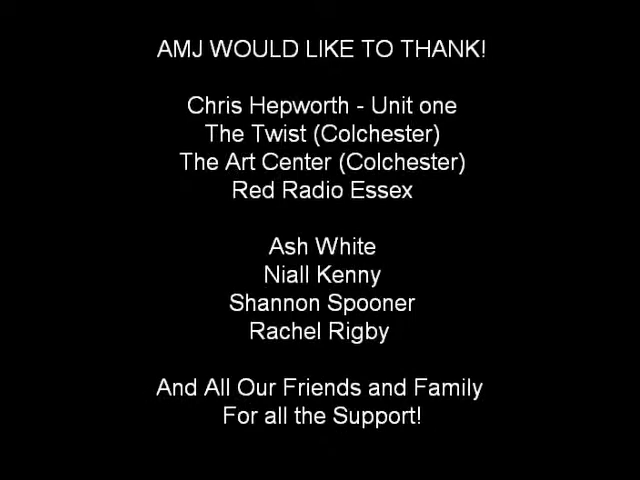 AMJ WOULD LIKE TO THANK!
Chris Hepworth - Unit one
The Twist (Colchester)
The Art Center (Colchester)
Red Radio Essex
Ash White
Niall Kenny
Shannon Spooner
Rachel Rigby
And All Our Friends and Family
For all the Support!